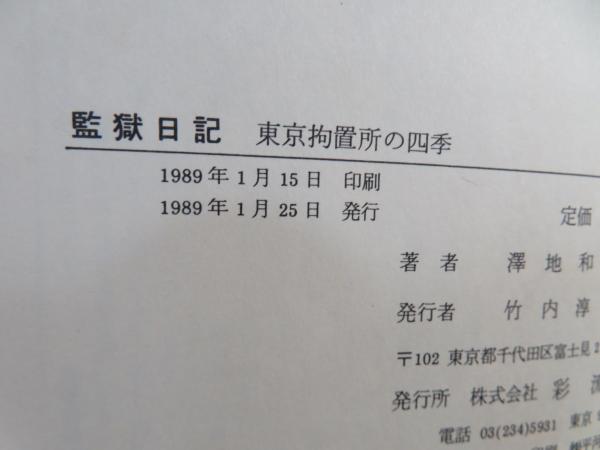 監獄日記 東京拘置所の四季
1989年1月15日 印刷
1989年1月25日 発行
定価
著者 澤地和
発行者 竹内淳
〒102 東京都千代田区富士見2
発行所 株式会社 彩
電話 03(234)5931 東京